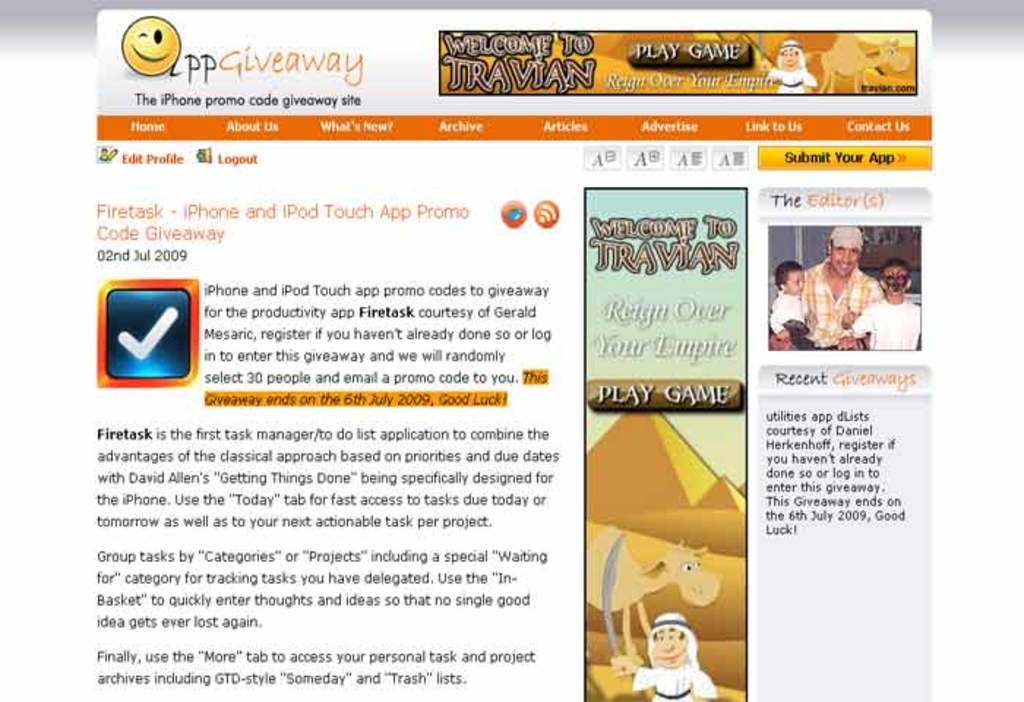 AppGiveaway
The iPhone promo code giveaway site
WELCOME TO
TRAVIAN
PLAY GAME
Reign Over Your Empire
travian.com
Home About Us What's New? Archive Articles Advertise Link to Us Contact Us
Edit Profile Logout
A A A A
Submit Your App »
Firetask - iPhone and iPod Touch App Promo
Code Giveaway
02nd Jul 2009
iPhone and iPod Touch app promo codes to giveaway
for the productivity app Firetask courtesy of Gerald
Mesaric, register if you haven't already done so or log
in to enter this giveaway and we will randomly
select 30 people and email a promo code to you. This
Giveaway ends on the 6th July 2009, Good Luck!
Firetask is the first task manager/to do list application to combine the
advantages of the classical approach based on priorities and due dates
with David Allen's "Getting Things Done" being specifically designed for
the iPhone. Use the "Today" tab for fast access to tasks due today or
tomorrow as well as to your next actionable task per project.
Group tasks by "Categories" or "Projects" including a special "Waiting
for" category for tracking tasks you have delegated. Use the "In-
Basket" to quickly enter thoughts and ideas so that no single good
idea gets ever lost again.
Finally, use the "More" tab to access your personal task and project
archives including GTD-style "Someday" and "Trash" lists.
WELCOME TO
TRAVIAN
Reign Over
Your Empire
PLAY GAME
The Editor(s)
Recent Giveaways
utilities app dLists
courtesy of Daniel
Herkenhoff, register if
you haven't already
done so or log in to
enter this giveaway.
This Giveaway ends on
the 6th July 2009, Good
Luck!